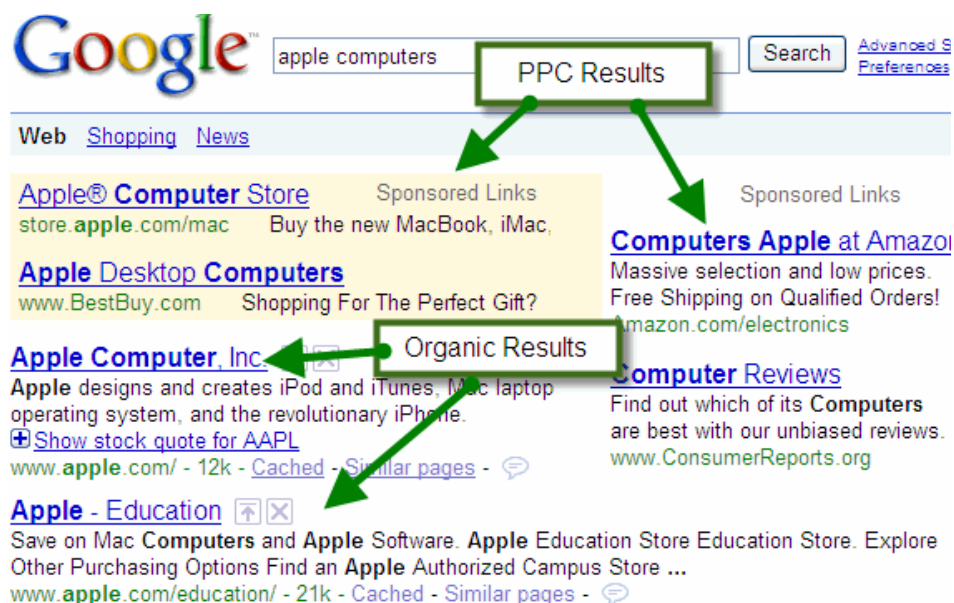 Google™
apple computers
PPC Results
Search
Advanced S
Preferences
Web Shopping News
Apple® Computer Store Sponsored Links
store.apple.com/mac Buy the new MacBook, iMac,
Apple Desktop Computers
www.BestBuy.com Shopping For The Perfect Gift?
Sponsored Links
Computers Apple at Amazon
Massive selection and low prices.
Free Shipping on Qualified Orders!
Amazon.com/electronics
Computer Reviews
Find out which of its Computers
are best with our unbiased reviews.
www.ConsumerReports.org
Organic Results
Apple Computer, Inc.
Apple designs and creates iPod and iTunes, Mac laptop
operating system, and the revolutionary iPhone.
Show stock quote for AAPL
www.apple.com/ - 12k - Cached - Similar pages -
Apple - Education
Save on Mac Computers and Apple Software. Apple Education Store Education Store. Explore
Other Purchasing Options Find an Apple Authorized Campus Store ...
www.apple.com/education/ - 21k - Cached - Similar pages -